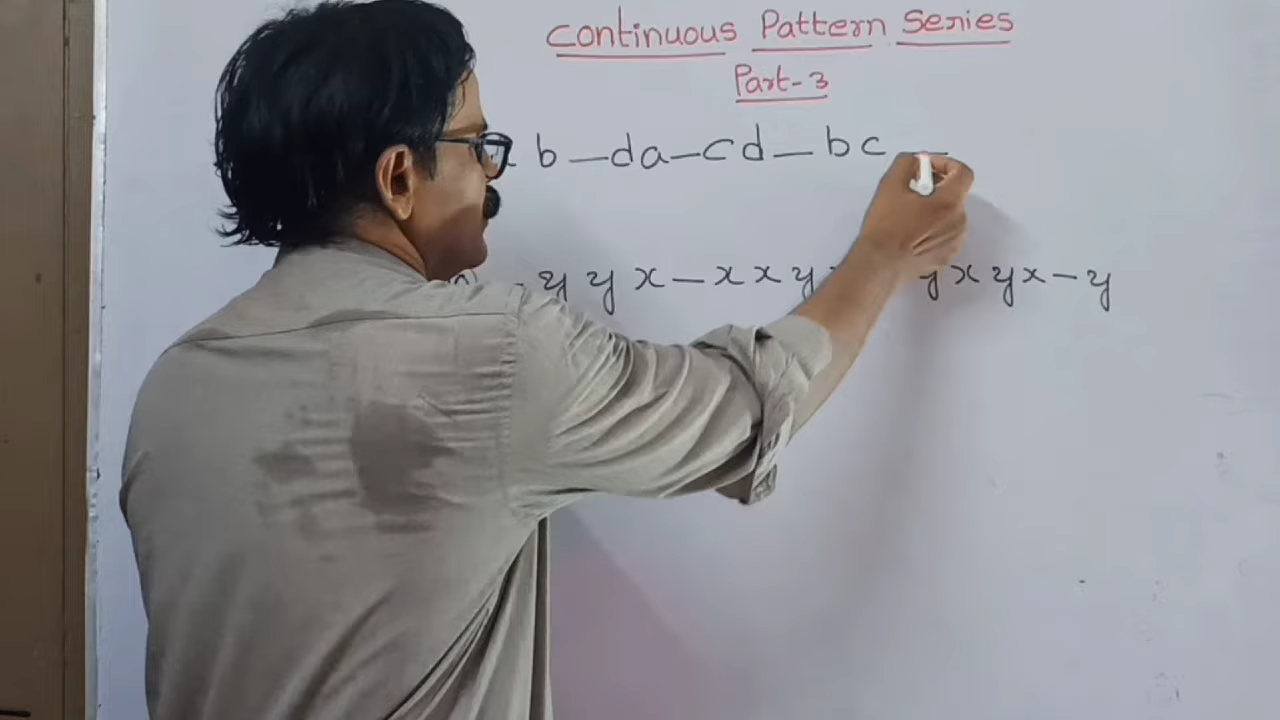 Continuous Pattern Series
Part-3
b — d a — c d — b c —
- y y x — x x y y x y x - y